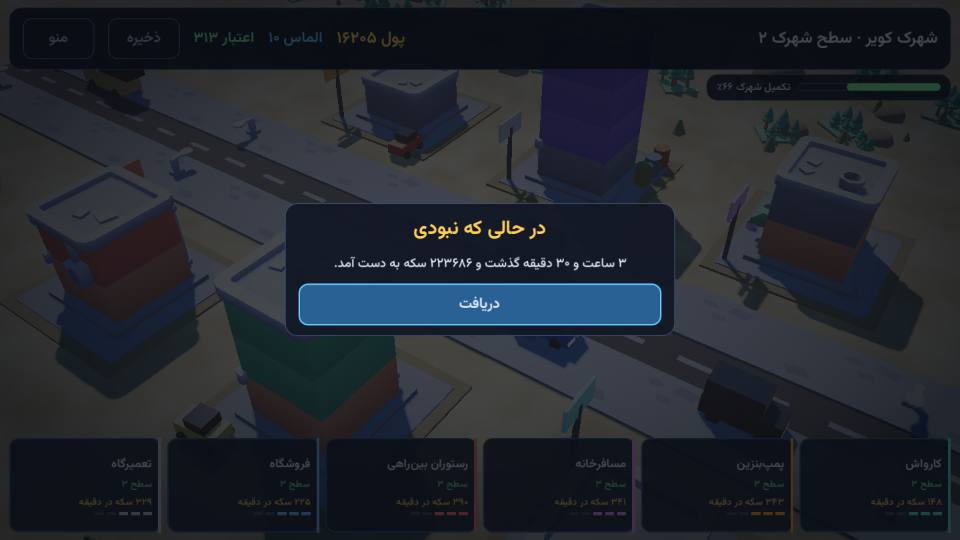 شهرک کویر · سطح شهرک ۲
پول ۱۶۲۰۵
الماس ۱۰
اعتبار ۳۱۳
ذخیره
منو
تکمیل شهرک ۶۶٪
در حالی که نبودی
۳ ساعت و ۳۰ دقیقه گذشت و ۲۲۳۶۸۶ سکه به دست آمد.
دریافت
کارواش
سطح ۳
۱۴۸ سکه در دقیقه
پمپ‌بنزین
سطح ۳
۳۴۳ سکه در دقیقه
مسافرخانه
سطح ۳
۳۴۱ سکه در دقیقه
رستوران بین‌راهی
سطح ۳
۳۹۰ سکه در دقیقه
فروشگاه
سطح ۳
۲۲۵ سکه در دقیقه
تعمیرگاه
سطح ۳
۳۲۹ سکه در دقیقه